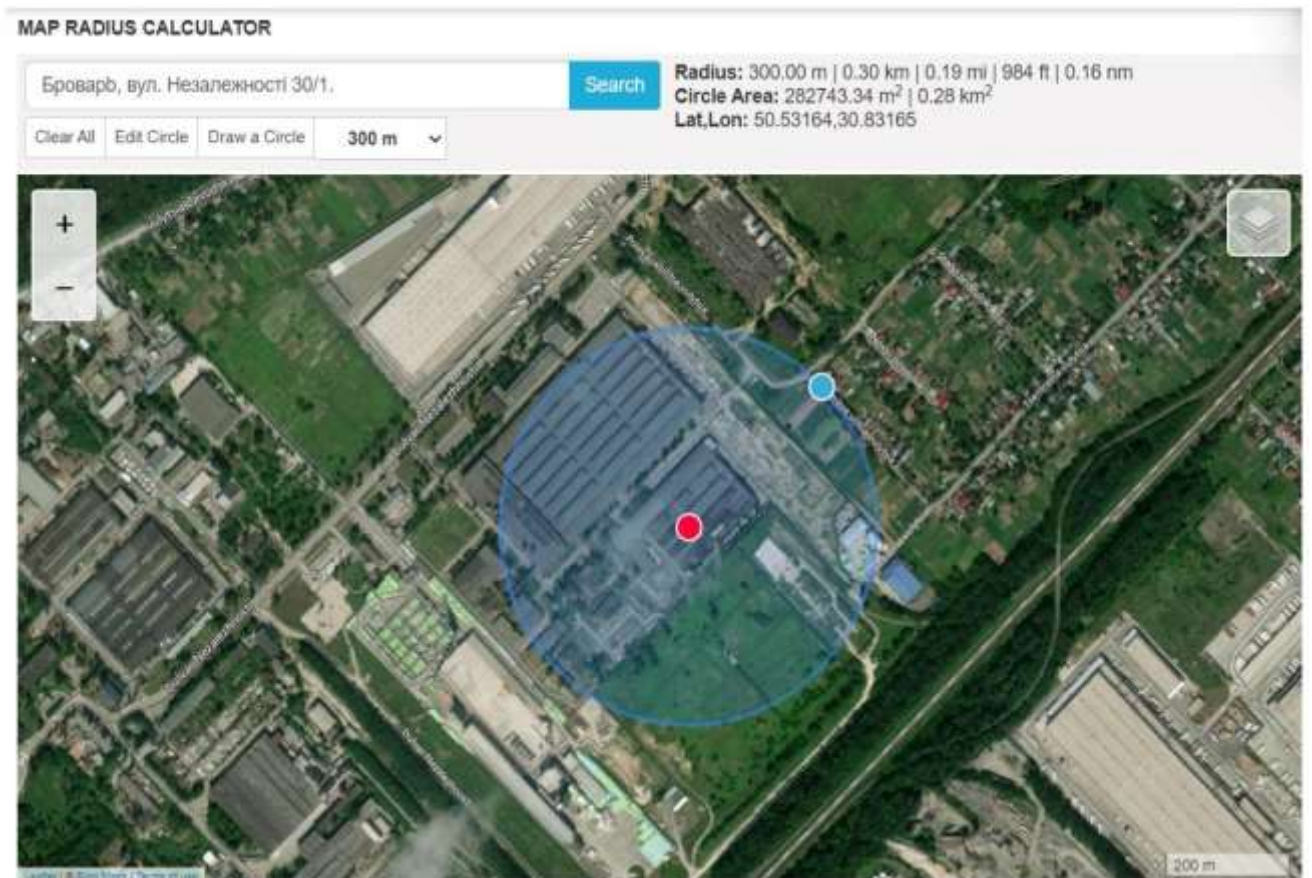 MAP RADIUS CALCULATOR
Броварb, вул. Незалежності 30/1.
Search
Radius: 300.00 m | 0.30 km | 0.19 mi | 984 ft | 0.16 nm
Circle Area: 282743.34 m² | 0.28 km²
Lat,Lon: 50.53164,30.83165
Clear All
Edit Circle
Draw a Circle
300 m
+
−
200 m